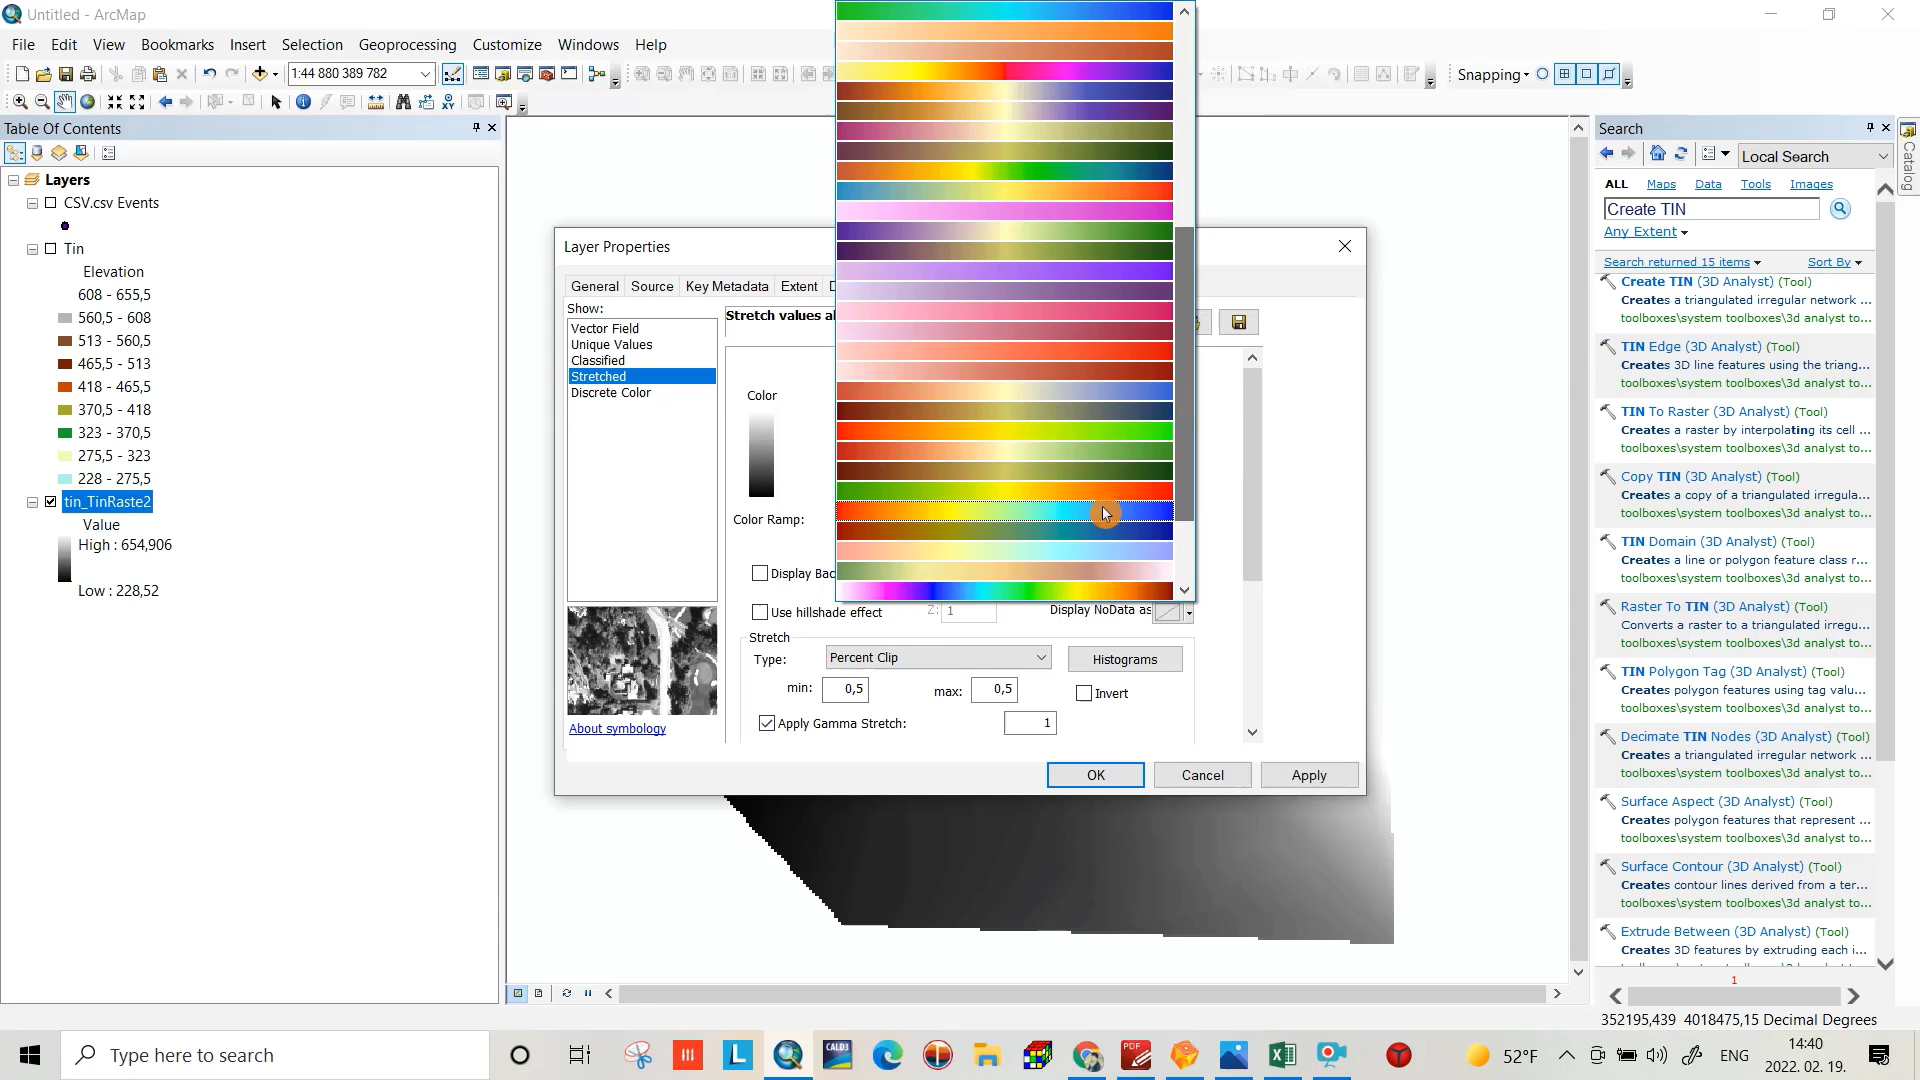 Untitled - ArcMap
File Edit View Bookmarks Insert Selection Geoprocessing Customize Windows Help
1:44 880 389 782
Snapping
Table Of Contents
Layers
CSV.csv Events
Tin
Elevation
608 - 655,5
560,5 - 608
513 - 560,5
465,5 - 513
418 - 465,5
370,5 - 418
323 - 370,5
275,5 - 323
228 - 275,5
tin_TinRaste2
Value
High : 654,906
Low : 228,52
Layer Properties
General Source Key Metadata Extent D
Show:
Vector Field
Unique Values
Classified
Stretched
Discrete Color
About symbology
Stretch values al
Color
Color Ramp:
Display Bac
Use hillshade effect Z: 1 Display NoData as
Stretch
Type: Percent Clip Histograms
min: 0,5 max: 0,5 Invert
Apply Gamma Stretch: 1
OK Cancel Apply
Search
Local Search
ALL Maps Data Tools Images
Create TIN
Any Extent
Search returned 15 items Sort By
Create TIN (3D Analyst) (Tool)
Creates a triangulated irregular network ...
toolboxes\system toolboxes\3d analyst to...
TIN Edge (3D Analyst) (Tool)
Creates 3D line features using the triang...
toolboxes\system toolboxes\3d analyst to...
TIN To Raster (3D Analyst) (Tool)
Creates a raster by interpolating its cell ...
toolboxes\system toolboxes\3d analyst to...
Copy TIN (3D Analyst) (Tool)
Creates a copy of a triangulated irregula...
toolboxes\system toolboxes\3d analyst to...
TIN Domain (3D Analyst) (Tool)
Creates a line or polygon feature class r...
toolboxes\system toolboxes\3d analyst to...
Raster To TIN (3D Analyst) (Tool)
Converts a raster to a triangulated irregu...
toolboxes\system toolboxes\3d analyst to...
TIN Polygon Tag (3D Analyst) (Tool)
Creates polygon features using tag valu...
toolboxes\system toolboxes\3d analyst to...
Decimate TIN Nodes (3D Analyst) (Tool)
Creates a triangulated irregular network ...
toolboxes\system toolboxes\3d analyst to...
Surface Aspect (3D Analyst) (Tool)
Creates polygon features that represent ...
toolboxes\system toolboxes\3d analyst to...
Surface Contour (3D Analyst) (Tool)
Creates contour lines derived from a ter...
toolboxes\system toolboxes\3d analyst to...
Extrude Between (3D Analyst) (Tool)
Creates 3D features by extruding each i...
1
Catalog
352195,439 4018475,15 Decimal Degrees
Type here to search
CALD3
PDF
52°F
ENG
14:40
2022. 02. 19.